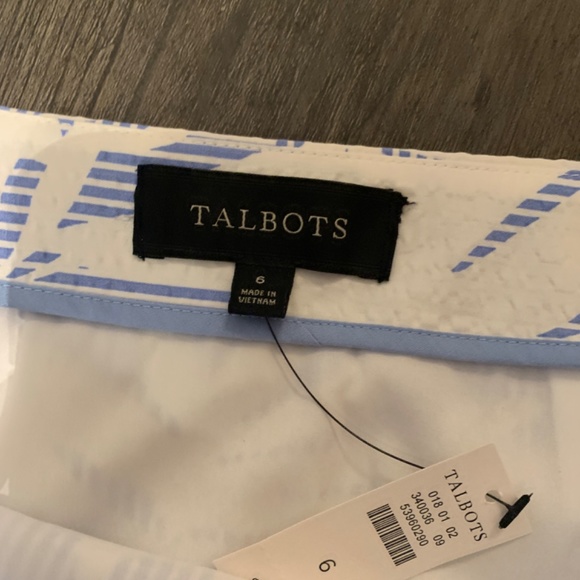 TALBOTS
6
MADE IN
VIETNAM
TALBOTS
018 01 02
340036 09
53960290
6